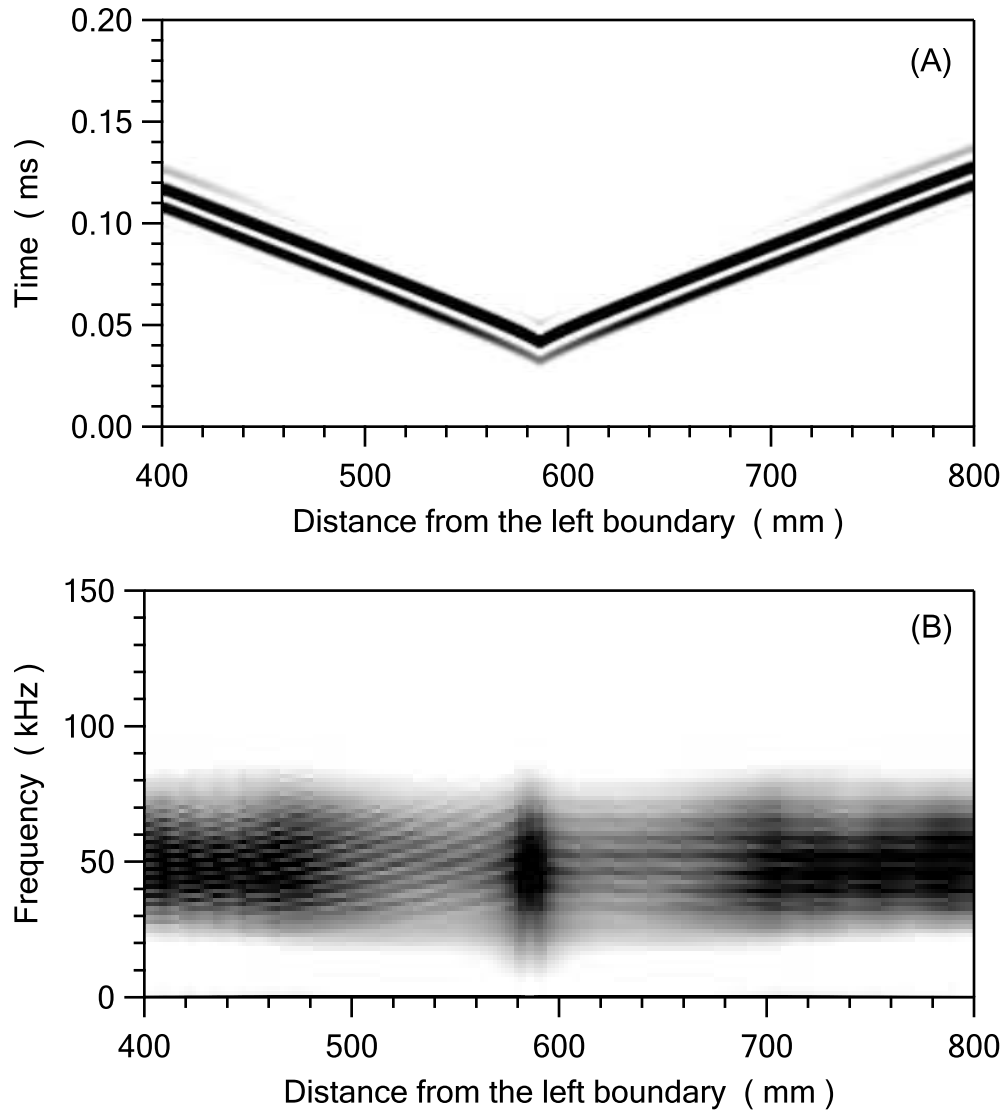 (A)
0.20
0.15
0.10
0.05
0.00
Time ( ms )
400 500 600 700 800
Distance from the left boundary ( mm )
(B)
150
100
50
0
Frequency ( kHz )
400 500 600 700 800
Distance from the left boundary ( mm )